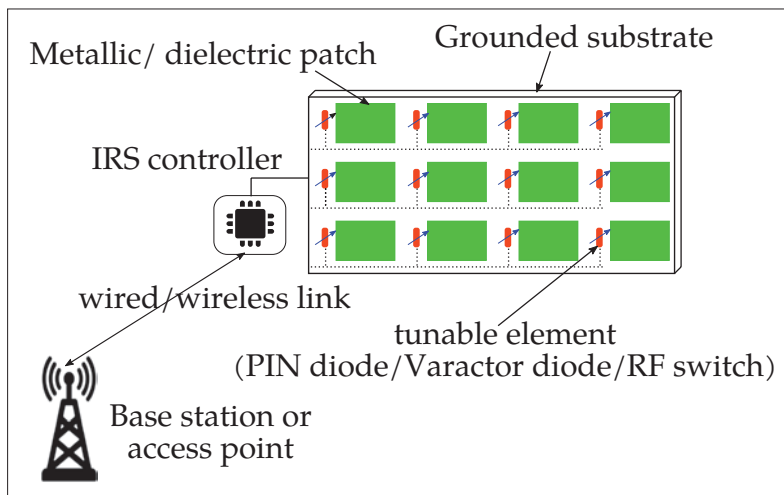 Grounded substrate
Metallic/ dielectric patch
IRS controller
wired/wireless link
tunable element
(PIN diode/Varactor diode/RF switch)
Base station or
access point